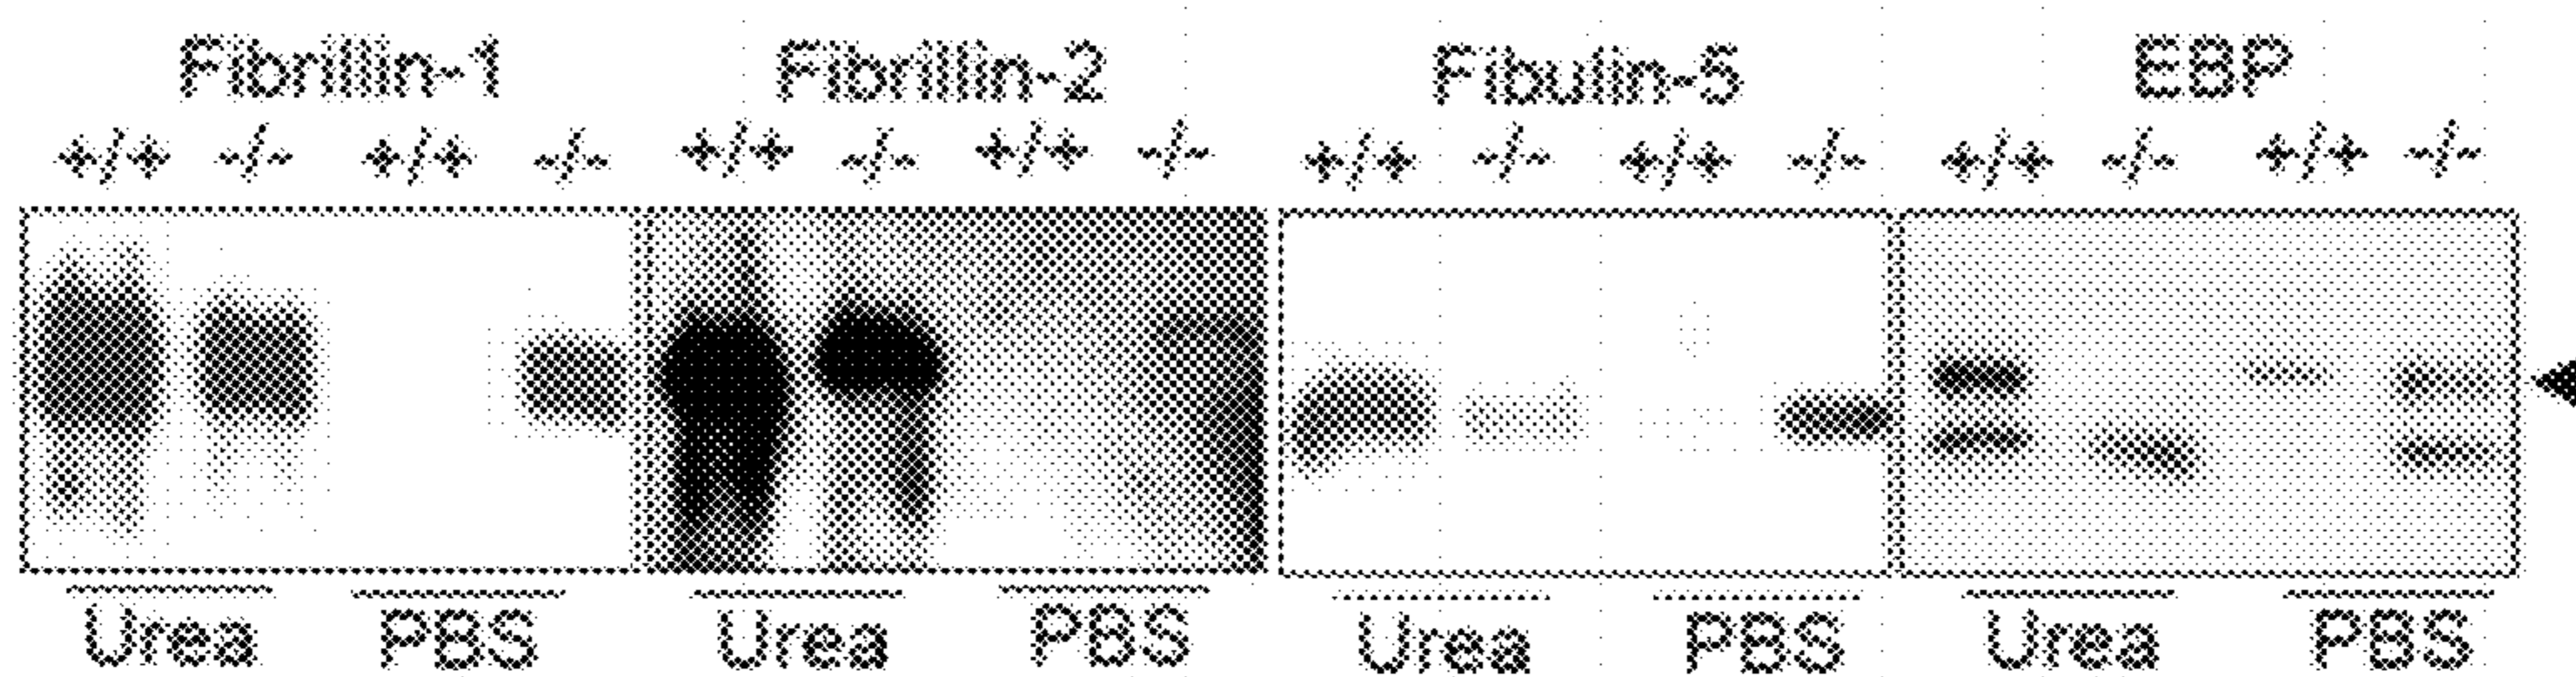 Fibrillin-1 Fibrillin-2 Fibulin-5 EBP
+/+ -/- +/+ -/- +/+ -/- +/+ -/- +/+ -/- +/+ -/- +/+ -/- +/+ -/-
Urea PBS Urea PBS Urea PBS Urea PBS